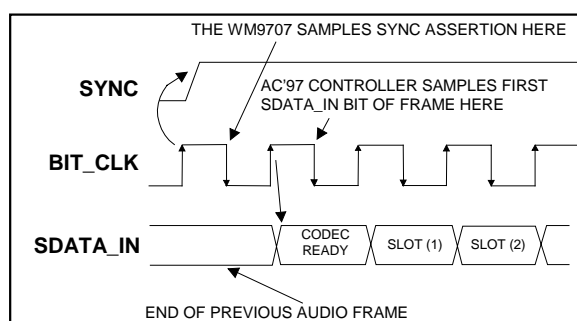 THE WM9707 SAMPLES SYNC ASSERTION HERE
SYNC
AC'97 CONTROLLER SAMPLES FIRST
SDATA_IN BIT OF FRAME HERE
BIT_CLK
SDATA_IN
CODEC
READY
SLOT (1)
SLOT (2)
END OF PREVIOUS AUDIO FRAME